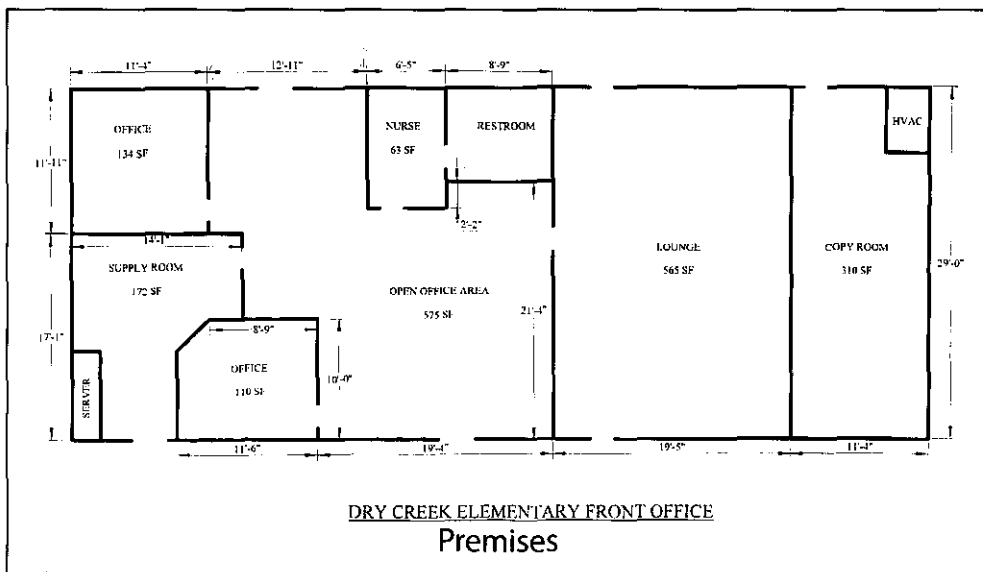 11'-4"
12'-11"
6'-5"
8'-9"
OFFICE
134 SF
NURSE
63 SF
RESTROOM
HVAC
11'-11"
2'-2"
14'-1"
SUPPLY ROOM
172 SF
OPEN OFFICE AREA
575 SF
LOUNGE
565 SF
COPY ROOM
310 SF
29'-0"
21'-4"
17'-1"
8'-9"
OFFICE
110 SF
10'-0"
SERVER
11'-6"
19'-4"
19'-5"
11'-4"
DRY CREEK ELEMENTARY FRONT OFFICE
Premises